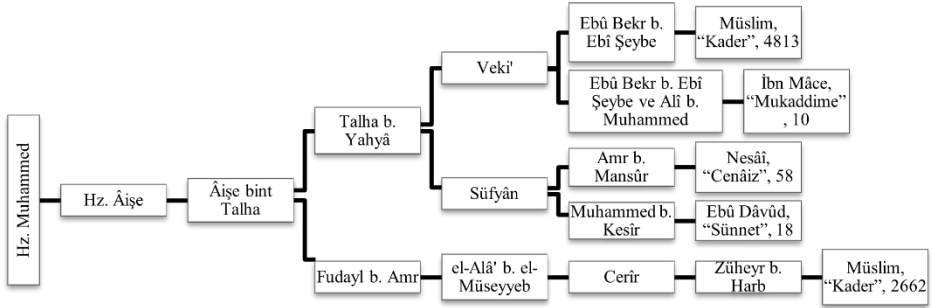 Hz. Muhammed
Hz. Âişe
Âişe bint
Talha
Talha b.
Yahyâ
Veki'
Ebû Bekr b.
Ebî Şeybe
Müslim,
“Kader”, 4813
Ebû Bekr b. Ebî
Şeybe ve Alî b.
Muhammed
İbn Mâce,
“Mukaddime”
, 10
Süfyân
Amr b.
Mansûr
Nesâî,
“Cenâiz”, 58
Muhammed b.
Kesîr
Ebû Dâvûd,
“Sünnet”, 18
Fudayl b. Amr
el-Alâ' b. el-
Müseyyeb
Cerîr
Züheyr b.
Harb
Müslim,
“Kader”, 2662